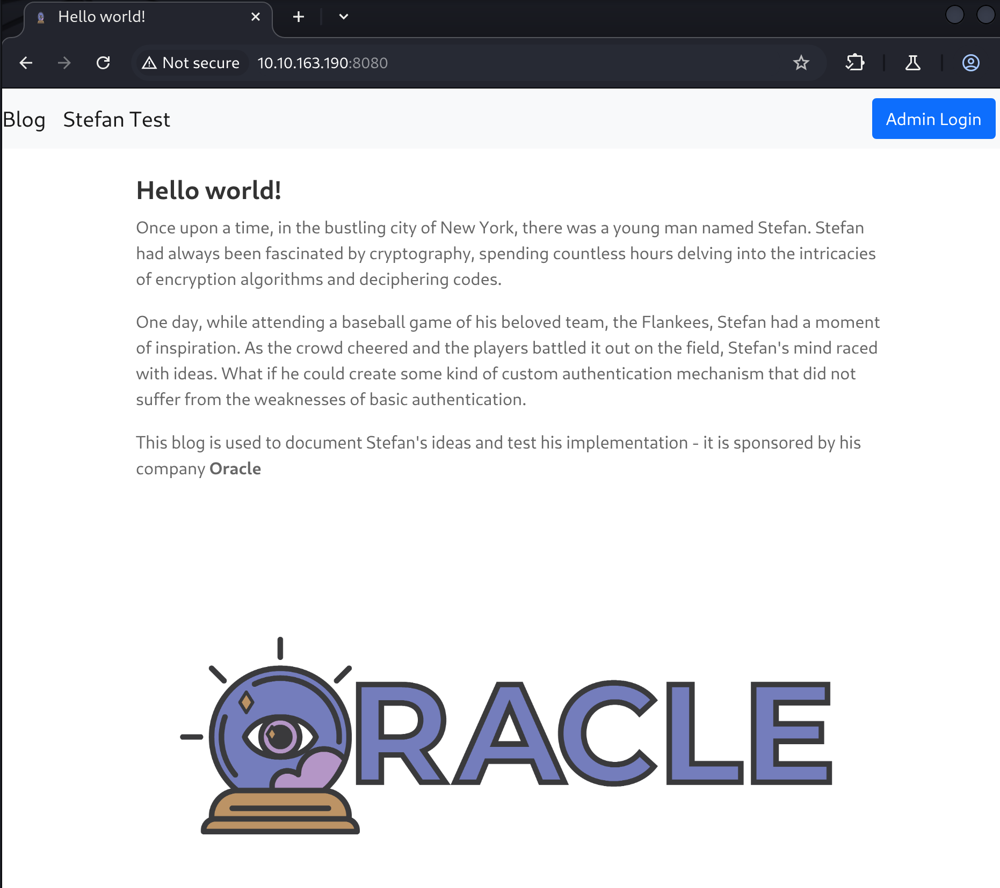 Hello world!
Not secure
10.10.163.190:8080
Blog
Stefan Test
Admin Login
Hello world!
Once upon a time, in the bustling city of New York, there was a young man named Stefan. Stefan
had always been fascinated by cryptography, spending countless hours delving into the intricacies
of encryption algorithms and deciphering codes.
One day, while attending a baseball game of his beloved team, the Flankees, Stefan had a moment
of inspiration. As the crowd cheered and the players battled it out on the field, Stefan's mind raced
with ideas. What if he could create some kind of custom authentication mechanism that did not
suffer from the weaknesses of basic authentication.
This blog is used to document Stefan's ideas and test his implementation - it is sponsored by his
company Oracle
ORACLE